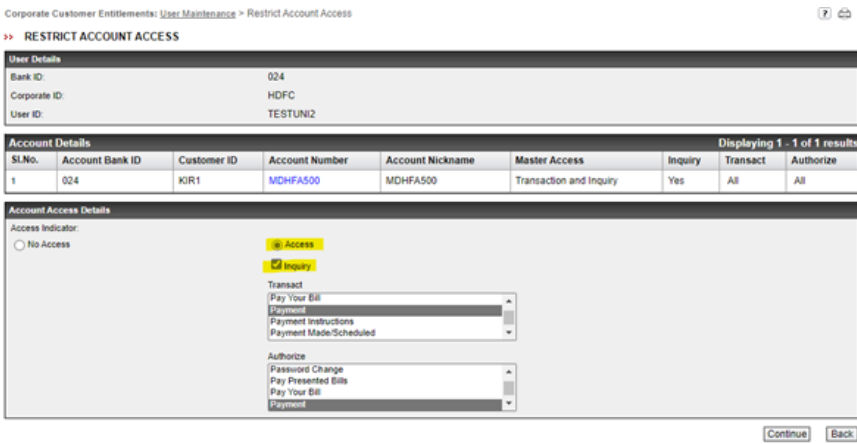 Corporate Customer Entitlements: User Maintenance > Restrict Account Access
?
>> RESTRICT ACCOUNT ACCESS
User Details
Bank ID: 024
Corporate ID: HDFC
User ID: TESTUNI2
Account Details Displaying 1 - 1 of 1 results
Sl.No. Account Bank ID Customer ID Account Number Account Nickname Master Access Inquiry Transact Authorize
1 024 KIR1 MDHFA500 MDHFA500 Transaction and Inquiry Yes All All
Account Access Details
Access Indicator:
No Access Access
Inquiry
Transact
Pay Your Bill
Payment
Payment Instructions
Payment Made/Scheduled
Authorize
Password Change
Pay Presented Bills
Pay Your Bill
Payment
Continue Back